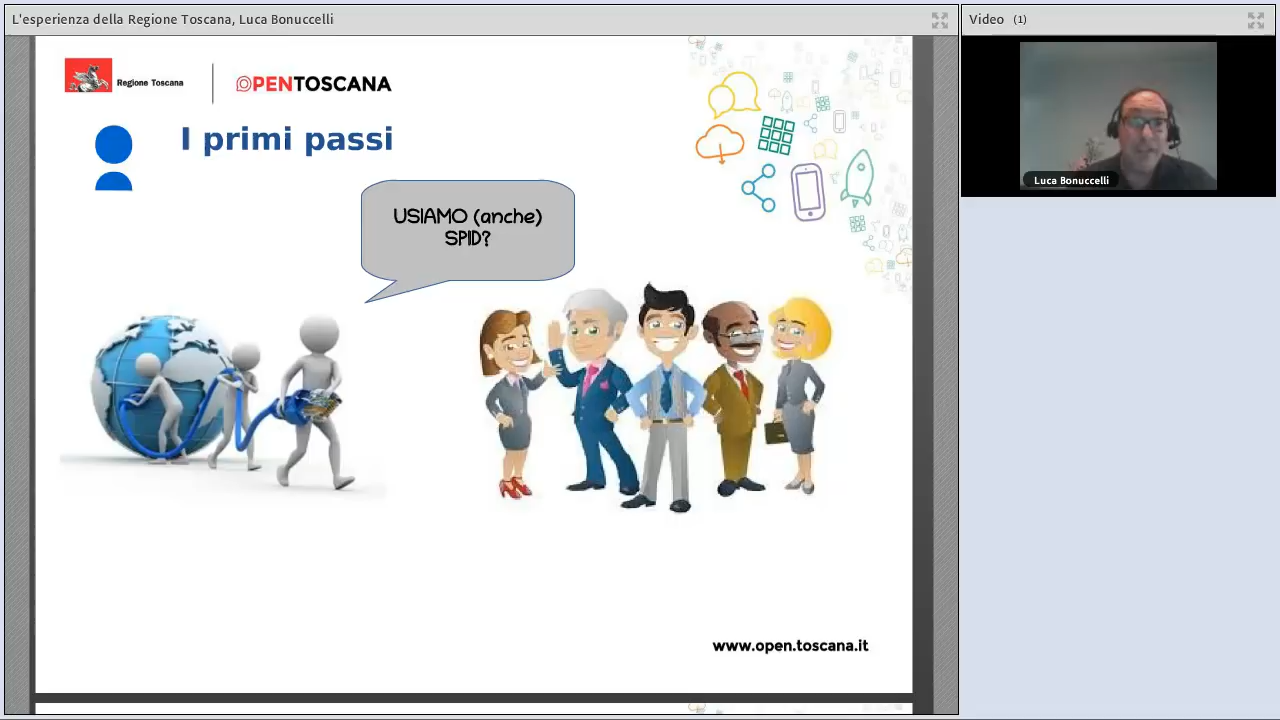 L'esperienza della Regione Toscana, Luca Bonuccelli
Video (1)
Regione Toscana
OPENTOSCANA
I primi passi
USIAMO (anche)
SPID?
Luca Bonuccelli
www.open.toscana.it